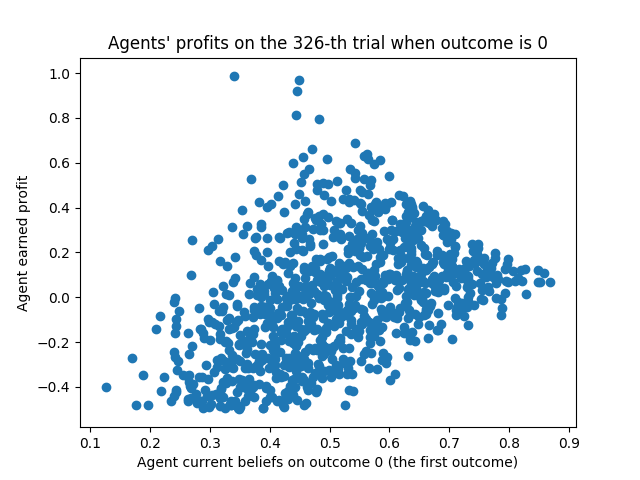 Agents' profits on the 326-th trial when outcome is 0
1.0
0.8
0.6
0.4
0.2
0.0
−0.2
−0.4
Agent earned profit
0.1 0.2 0.3 0.4 0.5 0.6 0.7 0.8 0.9
Agent current beliefs on outcome 0 (the first outcome)